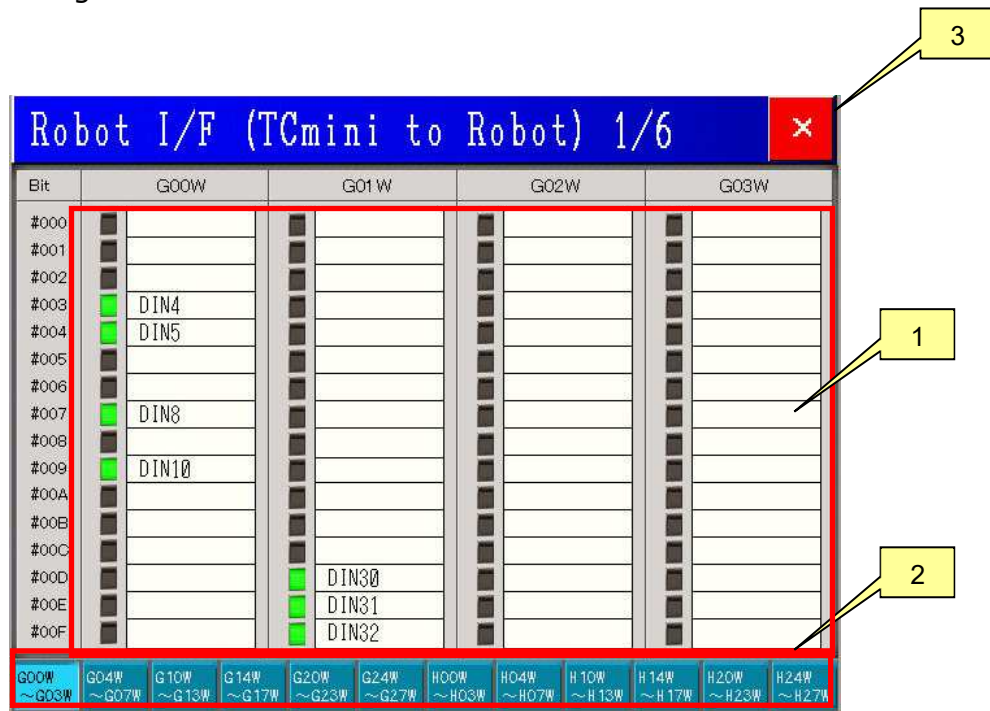 3
Robot I/F (TCmini to Robot) 1/6 ×
Bit G00W G01W G02W G03W
#000
#001
#002
#003 DIN4
#004 DIN5
#005
#006
#007 DIN8
#008
#009 DIN10
#00A
#00B
#00C
#00D DIN30
#00E DIN31
#00F DIN32
1
2
G00W G04W G10W G14W G20W G24W H00W H04W H10W H14W H20W H24W
~G03W ~G07W ~G13W ~G17W ~G23W ~G27W ~H03W ~H07W ~H13W ~H17W ~H23W ~H27W